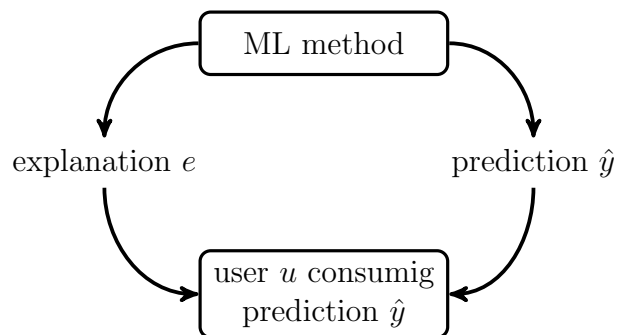 ML method
explanation e
prediction ŷ
user u consumig
prediction ŷ